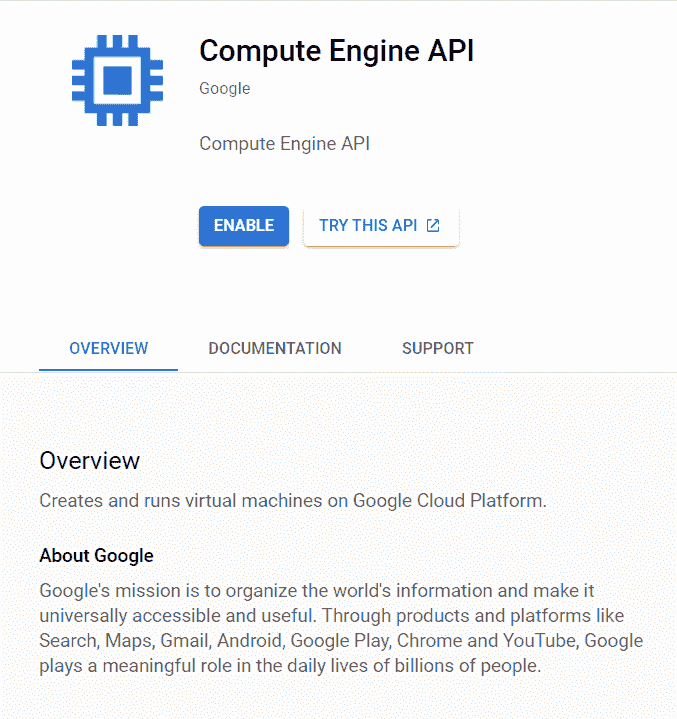 Compute Engine API
Google
Compute Engine API
ENABLE
TRY THIS API
OVERVIEW
DOCUMENTATION
SUPPORT
Overview
Creates and runs virtual machines on Google Cloud Platform.
About Google
Google's mission is to organize the world's information and make it
universally accessible and useful. Through products and platforms like
Search, Maps, Gmail, Android, Google Play, Chrome and YouTube, Google
plays a meaningful role in the daily lives of billions of people.